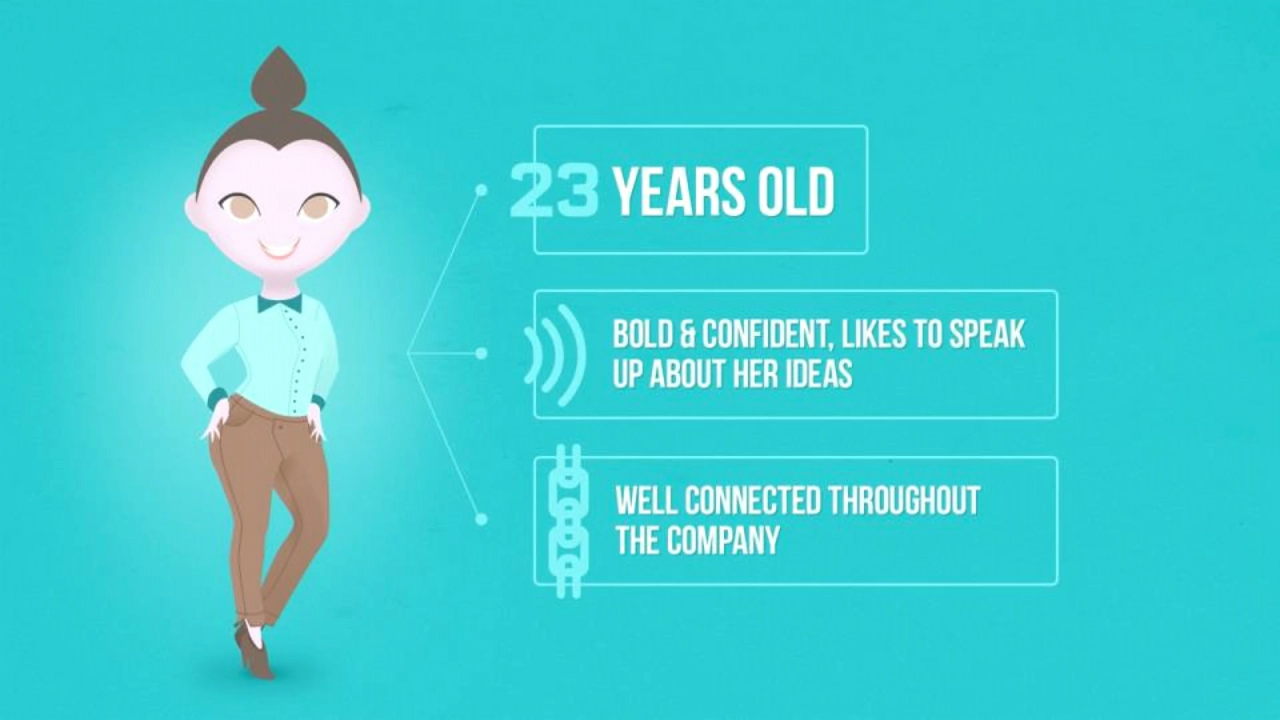 23 YEARS OLD
BOLD & CONFIDENT, LIKES TO SPEAK
UP ABOUT HER IDEAS
WELL CONNECTED THROUGHOUT
THE COMPANY